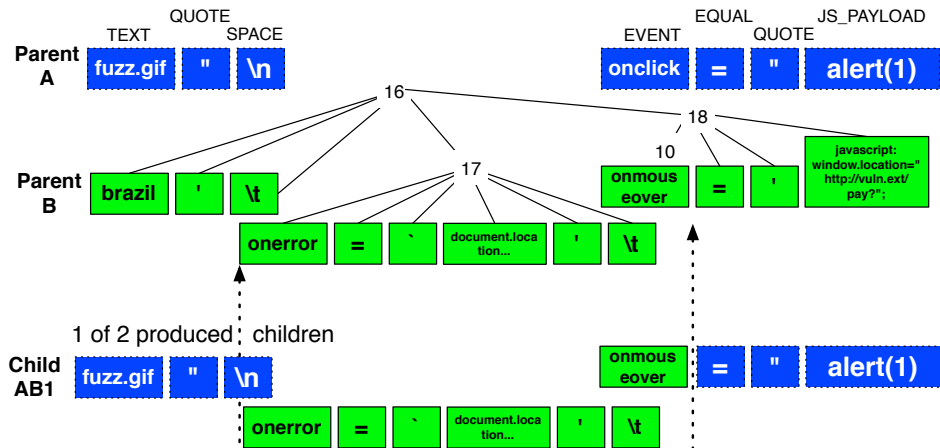 QUOTE
TEXT SPACE
EQUAL JS_PAYLOAD
EVENT QUOTE
Parent A
fuzz.gif " \n
onclick = " alert(1)
16
18
10
17
Parent B
brazil ' \t
onmous
eover
= '
javascript:
window.location="
http://vuln.ext/
pay?";
onerror = `
document.loca
tion...
' \t
1 of 2 produced children
Child AB1
fuzz.gif " \n
onmous
eover
= " alert(1)
onerror = `
document.loca
tion...
' \t